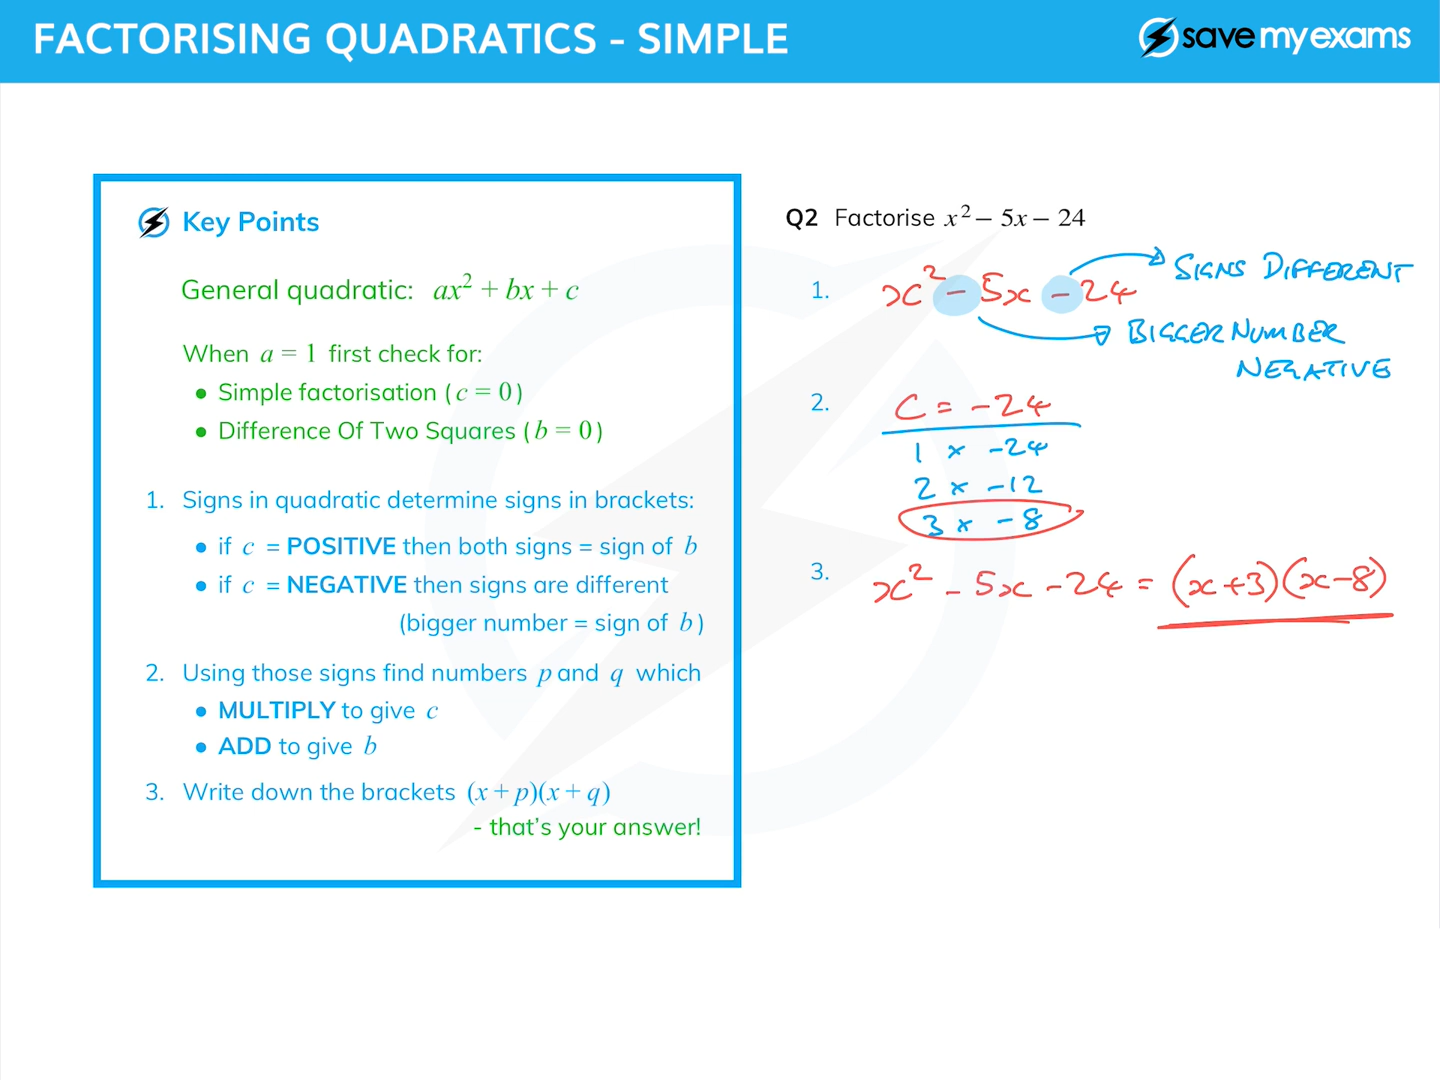 FACTORISING QUADRATICS - SIMPLE
save my exams
Key Points
General quadratic: ax² + bx + c
When a = 1 first check for:
• Simple factorisation (c = 0)
• Difference Of Two Squares (b = 0)
1. Signs in quadratic determine signs in brackets:
• if c = POSITIVE then both signs = sign of b
• if c = NEGATIVE then signs are different
(bigger number = sign of b)
2. Using those signs find numbers p and q which
• MULTIPLY to give c
• ADD to give b
3. Write down the brackets (x + p)(x + q)
- that's your answer!
Q2 Factorise x² – 5x – 24
1. x² - 5x - 24
SIGNS DIFFERENT
BIGGER NUMBER
NEGATIVE
2. C = -24
1 x -24
2 x -12
3 x -8
3. x² - 5x - 24 = (x+3)(x-8)